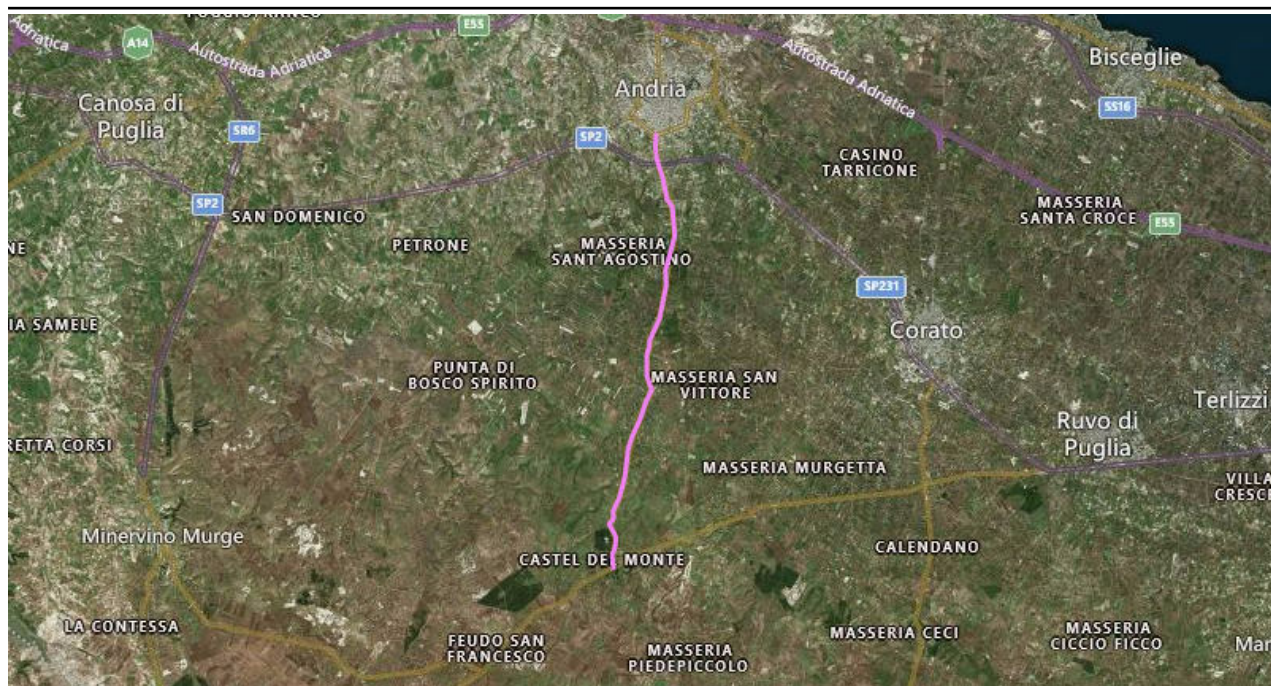 Adriatica
A14
Autostrada Adriatica
E55
Andria
Autostrada Adriatica
Bisceglie
SS16
Canosa di
Puglia
SR6
SP2
CASINO
TARRICONE
SP2
SAN DOMENICO
MASSERIA
SANTA CROCE
E55
NE
PETRONE
MASSERIA
SANT'AGOSTINO
SP231
IA SAMELE
Corato
PUNTA DI
BOSCO SPIRITO
MASSERIA SAN
VITTORE
Terlizzi
RETTA CORSI
Ruvo di
Puglia
MASSERIA MURGETTA
VILLA
CRESCE
Minervino Murge
CASTEL DEL MONTE
CALENDANO
LA CONTESSA
FEUDO SAN
FRANCESCO
MASSERIA
PIEDEPICCOLO
MASSERIA CECI
MASSERIA
CICCIO FICCO
Mar